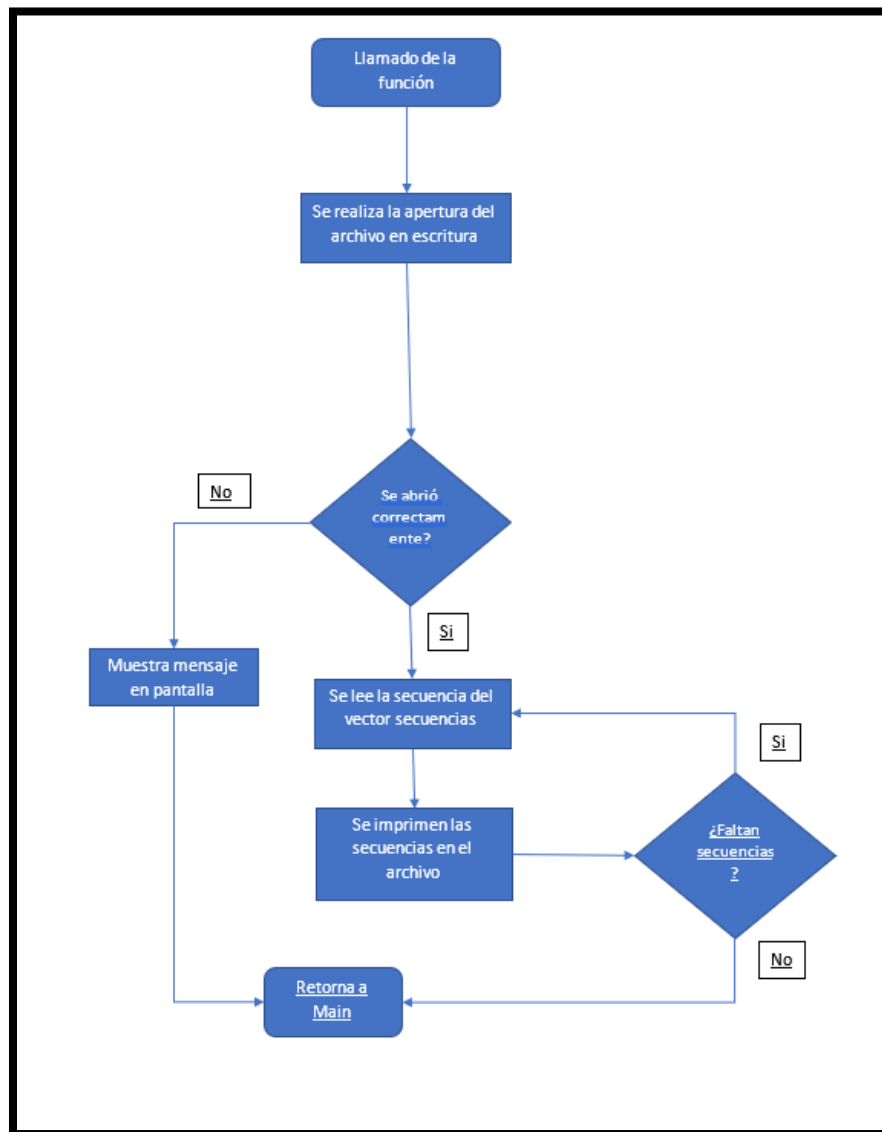 Llamado de la
función
Se realiza la apertura del
archivo en escritura
No
Se abrió
correctam
ente?
Si
Muestra mensaje
en pantalla
Se lee la secuencia del
vector secuencias
Si
Se imprimen las
secuencias en el
archivo
¿Faltan
secuencias
?
No
Retorna a
Main